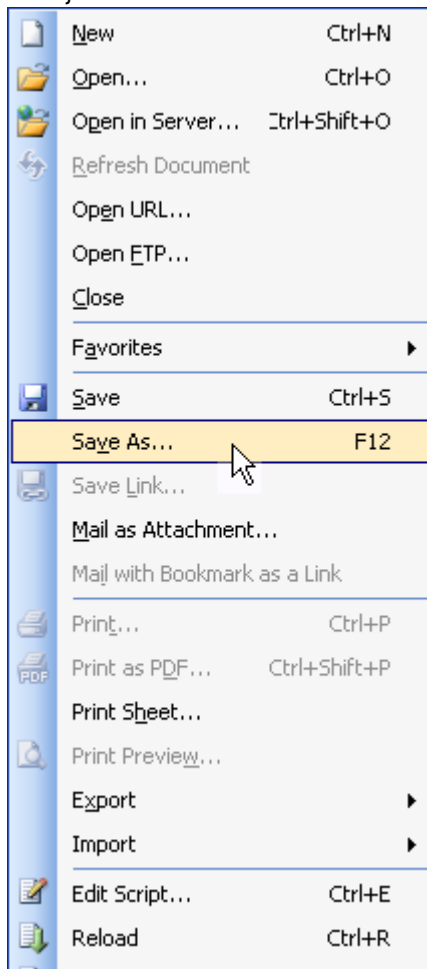 New Ctrl+N
Open... Ctrl+O
Open in Server... Ctrl+Shift+O
Refresh Document
Open URL...
Open FTP...
Close
Favorites
Save Ctrl+S
Save As... F12
Save Link...
Mail as Attachment...
Mail with Bookmark as a Link
Print... Ctrl+P
PDF Print as PDF... Ctrl+Shift+P
Print Sheet...
Print Preview...
Export
Import
Edit Script... Ctrl+E
Reload Ctrl+R